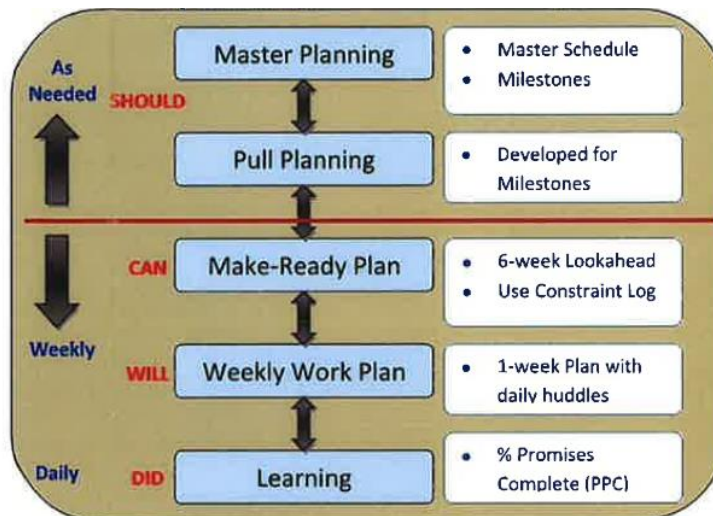 As
Needed
SHOULD
Master Planning
• Master Schedule
• Milestones
Pull Planning
• Developed for
Milestones
CAN
Make-Ready Plan
• 6-week Lookahead
• Use Constraint Log
Weekly
WILL
Weekly Work Plan
• 1-week Plan with
daily huddles
Daily
DID
Learning
• % Promises
Complete (PPC)